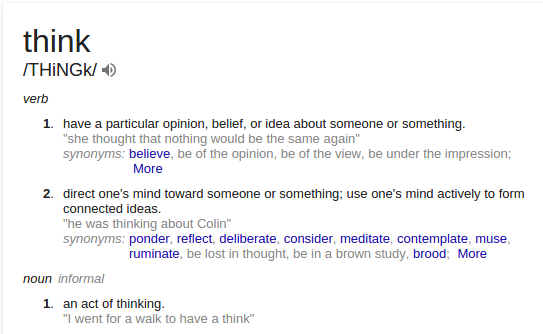 think
/THiNGk/
verb
1. have a particular opinion, belief, or idea about someone or something.
"she thought that nothing would be the same again"
synonyms: believe, be of the opinion, be of the view, be under the impression;
More
2. direct one's mind toward someone or something; use one's mind actively to form
connected ideas.
"he was thinking about Colin"
synonyms: ponder, reflect, deliberate, consider, meditate, contemplate, muse,
ruminate, be lost in thought, be in a brown study, brood; More
noun informal
1. an act of thinking.
"I went for a walk to have a think"